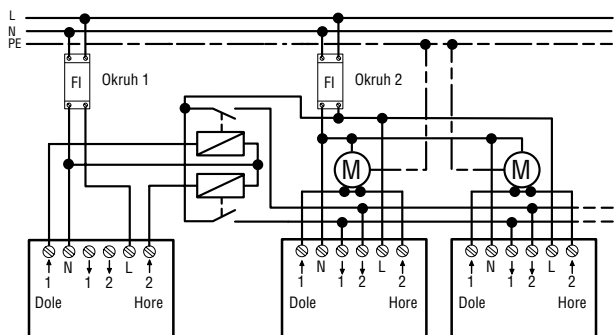 L
N
PE
FI Okruh 1
FI Okruh 2
M M
1 N 1 2 L 2
Dole Hore
1 N 1 2 L 2
Dole Hore
1 N 1 2 L 2
Dole Hore